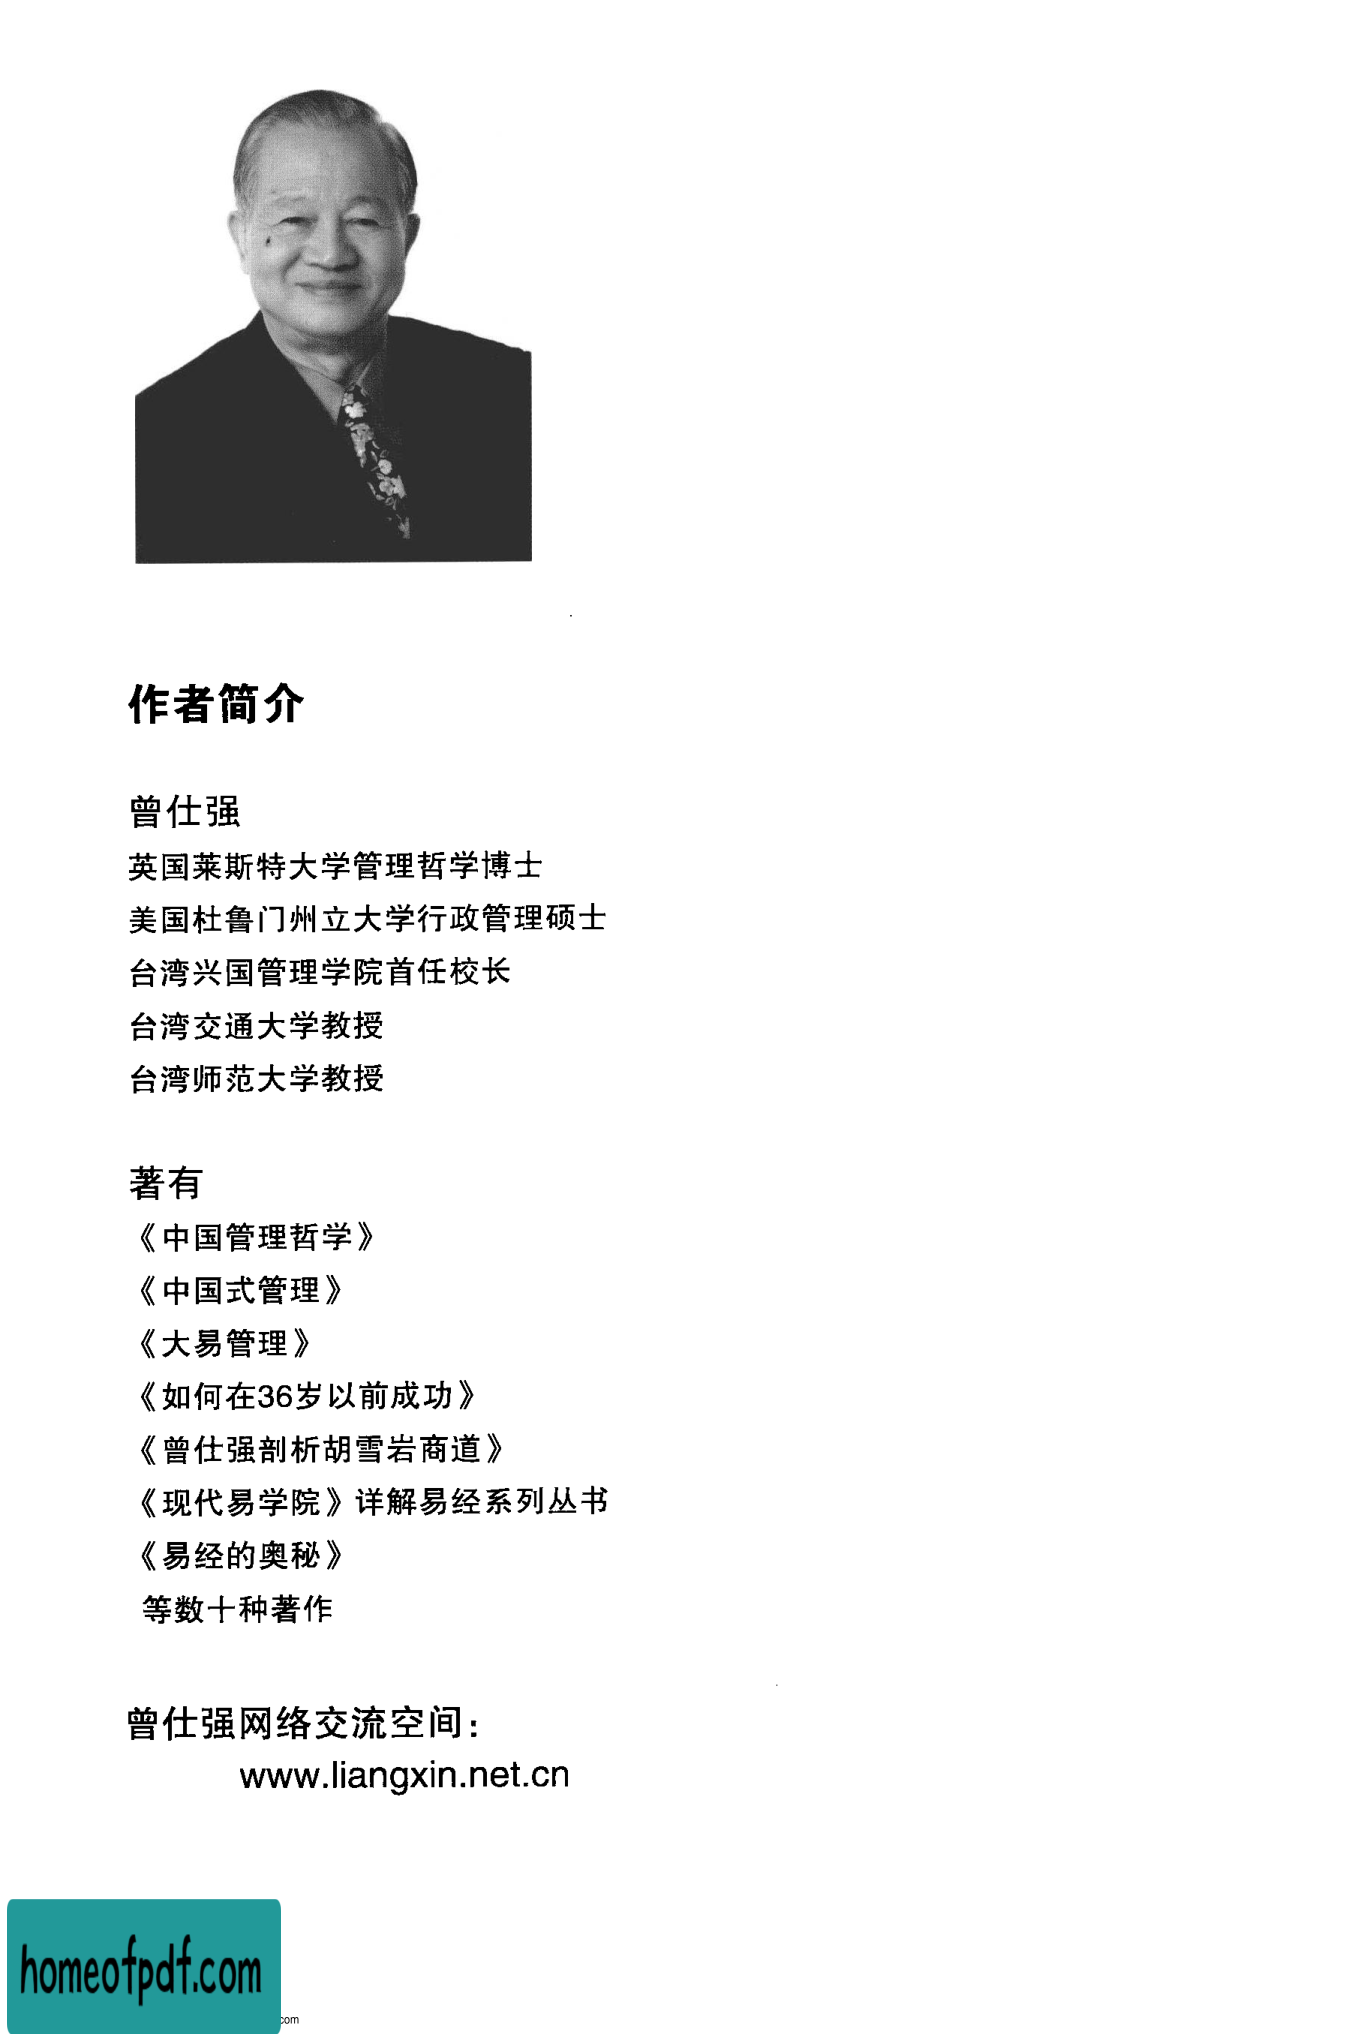 作者简介
曾仕强
英国莱斯特大学管理哲学博士
美国杜鲁门州立大学行政管理硕士
台湾兴国管理学院首任校长
台湾交通大学教授
台湾师范大学教授
著有
《中国管理哲学》
《中国式管理》
《大易管理》
《如何在36岁以前成功》
《曾仕强剖析胡雪岩商道》
《现代易学院》详解易经系列丛书
《易经的奥秘》
等数十种著作
曾仕强网络交流空间：
www.liangxin.net.cn
homeofpdf.com
com